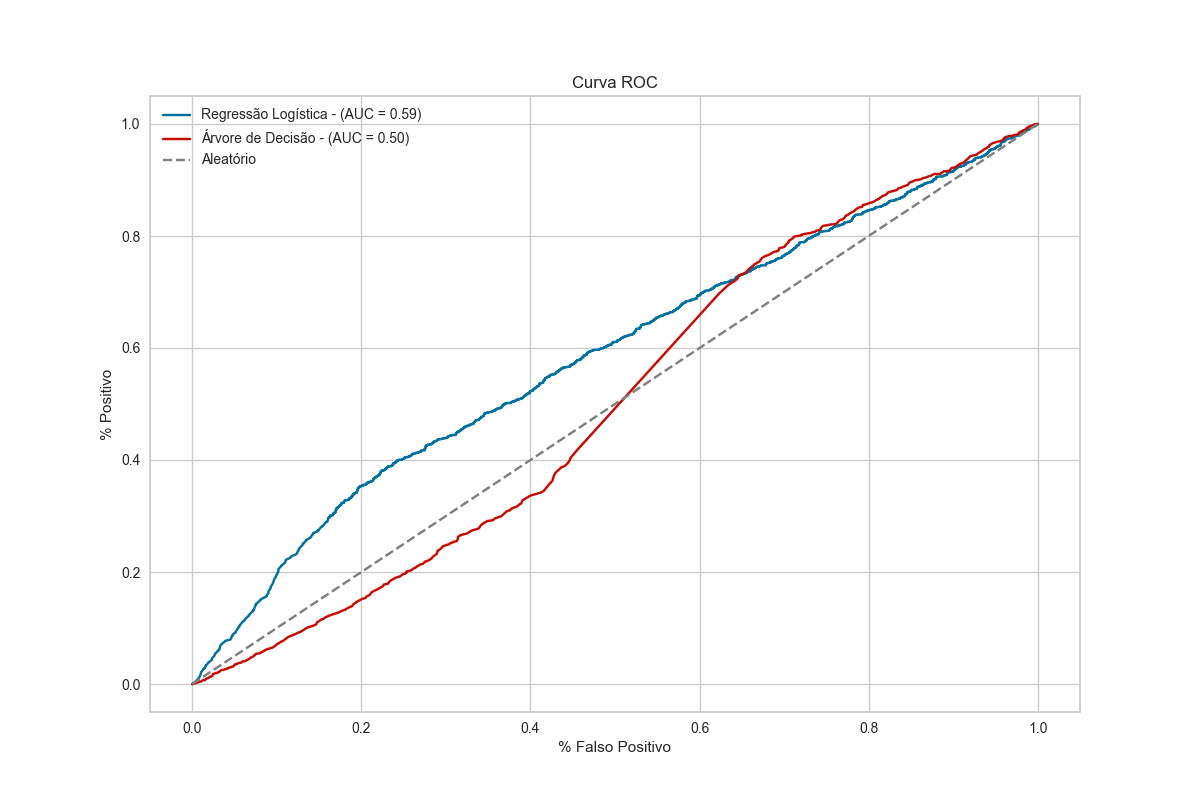 Curva ROC
Regressão Logística - (AUC = 0.59)
Árvore de Decisão - (AUC = 0.50)
Aleatório
1.0
0.8
0.6
0.4
0.2
0.0
% Positivo
0.0 0.2 0.4 0.6 0.8 1.0
% Falso Positivo